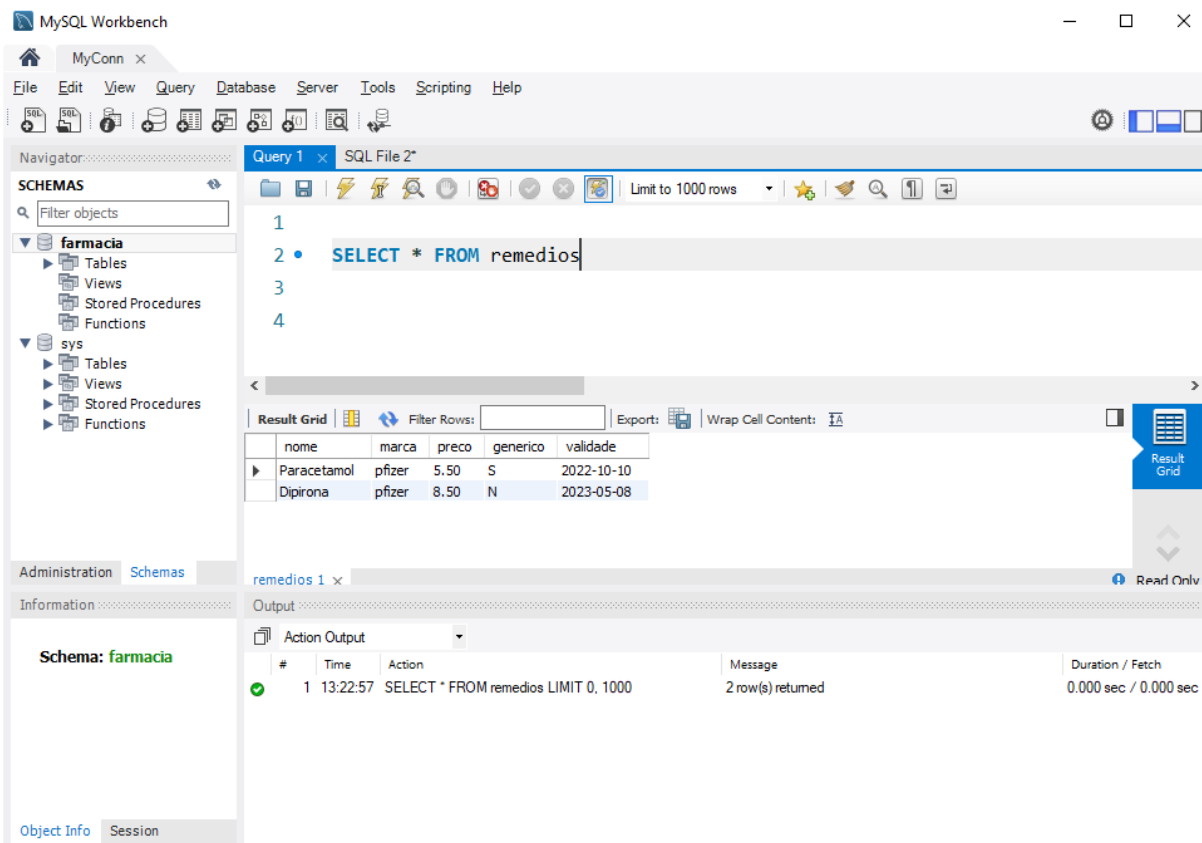 MySQL Workbench
MyConn
File Edit View Query Database Server Tools Scripting Help
Navigator
SCHEMAS
Filter objects
farmacia
Tables
Views
Stored Procedures
Functions
sys
Tables
Views
Stored Procedures
Functions
Administration Schemas
Information
Schema: farmacia
Object Info Session
Query 1 SQL File 2*
Limit to 1000 rows
1
2 SELECT * FROM remedios
3
4
Result Grid Filter Rows: Export: Wrap Cell Content:
nome marca preco generico validade
Paracetamol pfizer 5.50 S 2022-10-10
Dipirona pfizer 8.50 N 2023-05-08
Result
Grid
remedios 1 Read Only
Output
Action Output
# Time Action Message Duration / Fetch
1 13:22:57 SELECT * FROM remedios LIMIT 0, 1000 2 row(s) returned 0.000 sec / 0.000 sec